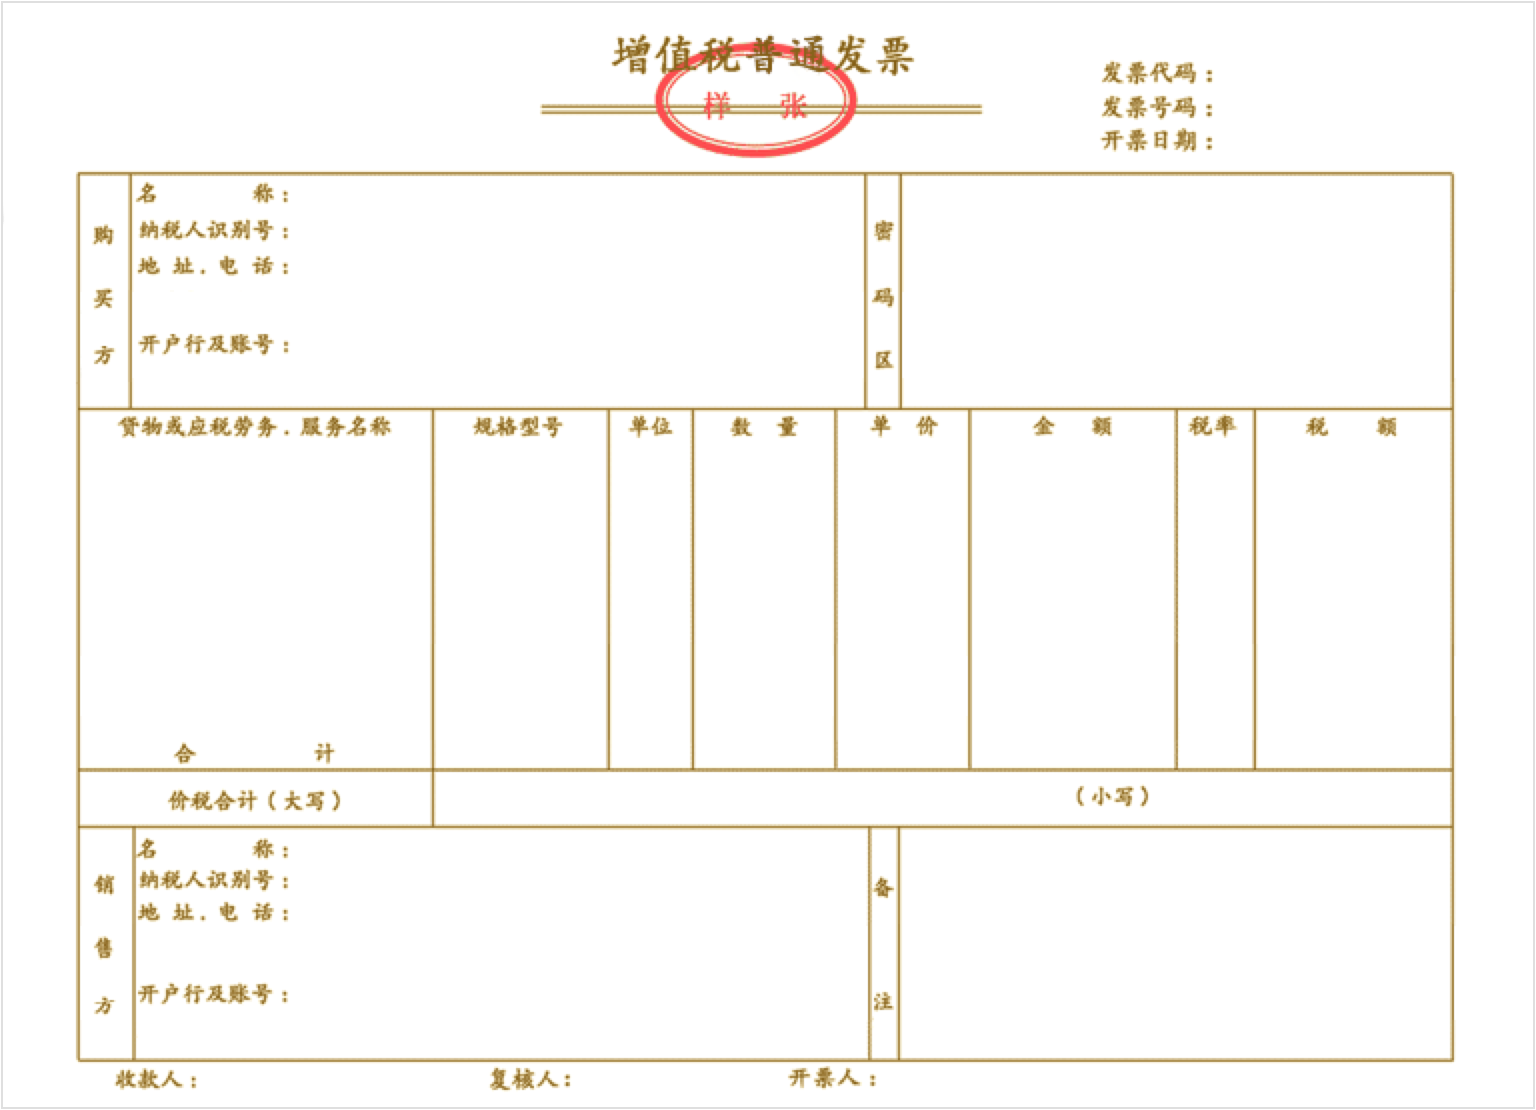 增值税普通发票
样 张
发票代码：
发票号码：
开票日期：
购买方
名 称：
纳税人识别号：
地 址、电 话：
开户行及账号：
密码区
货物或应税劳务、服务名称 规格型号 单位 数 量 单 价 金 额 税率 税 额
合 计
价税合计（大写） （小写）
销售方
名 称：
纳税人识别号：
地 址、电 话：
开户行及账号：
备注
收款人： 复核人： 开票人：